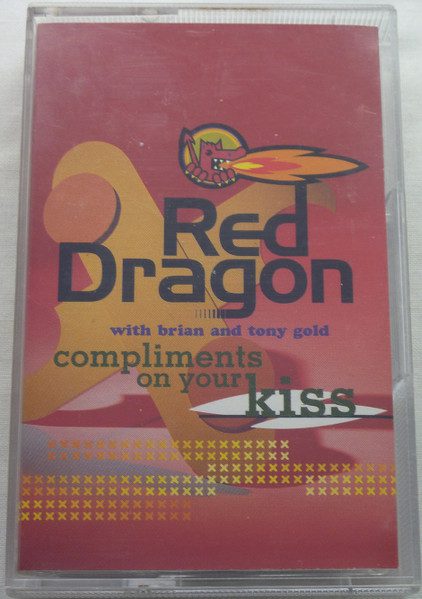 Red
Dragon
with brian and tony gold
compliments
on your
kiss